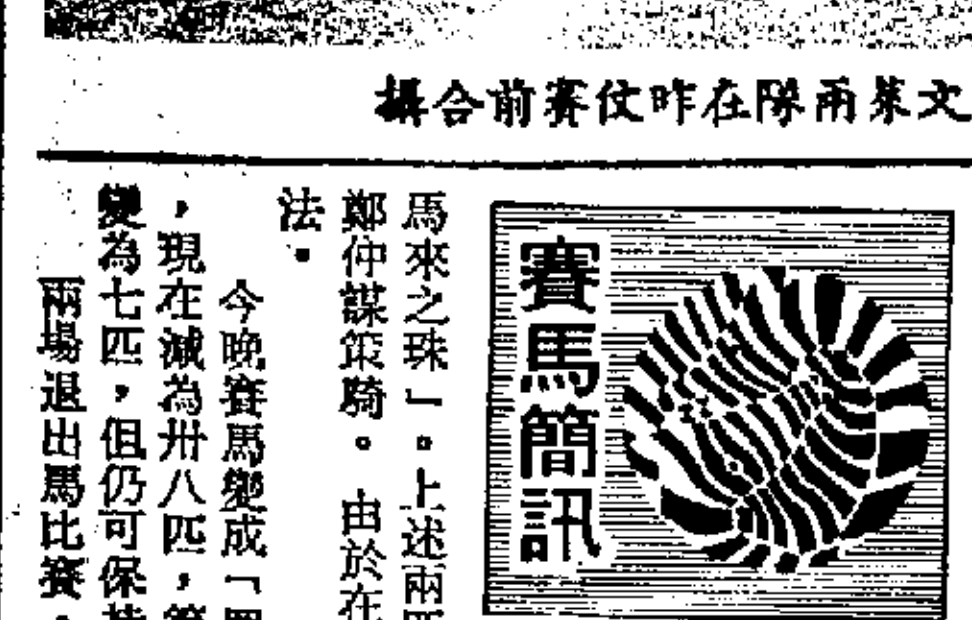 攝合前賽仗昨在隊兩萊文
賽馬簡訊
馬來之珠」。上述兩匹
鄭仲謀策騎。由於在
法。
今晚賽馬變成「
，現在減為卅八匹，
變為七匹，但仍可保持
兩場退出馬比賽，